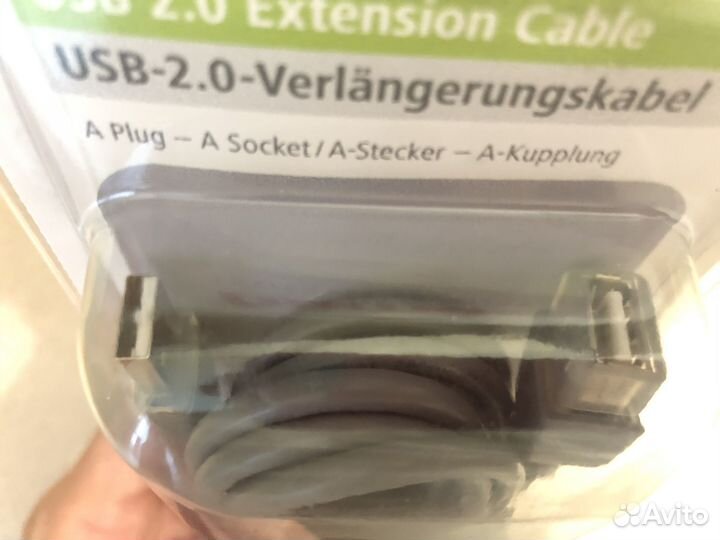 USB 2.0 Extension Cable
USB-2.0-Verlängerungskabel
A Plug – A Socket/A-Stecker – A-Kupplung
Avito